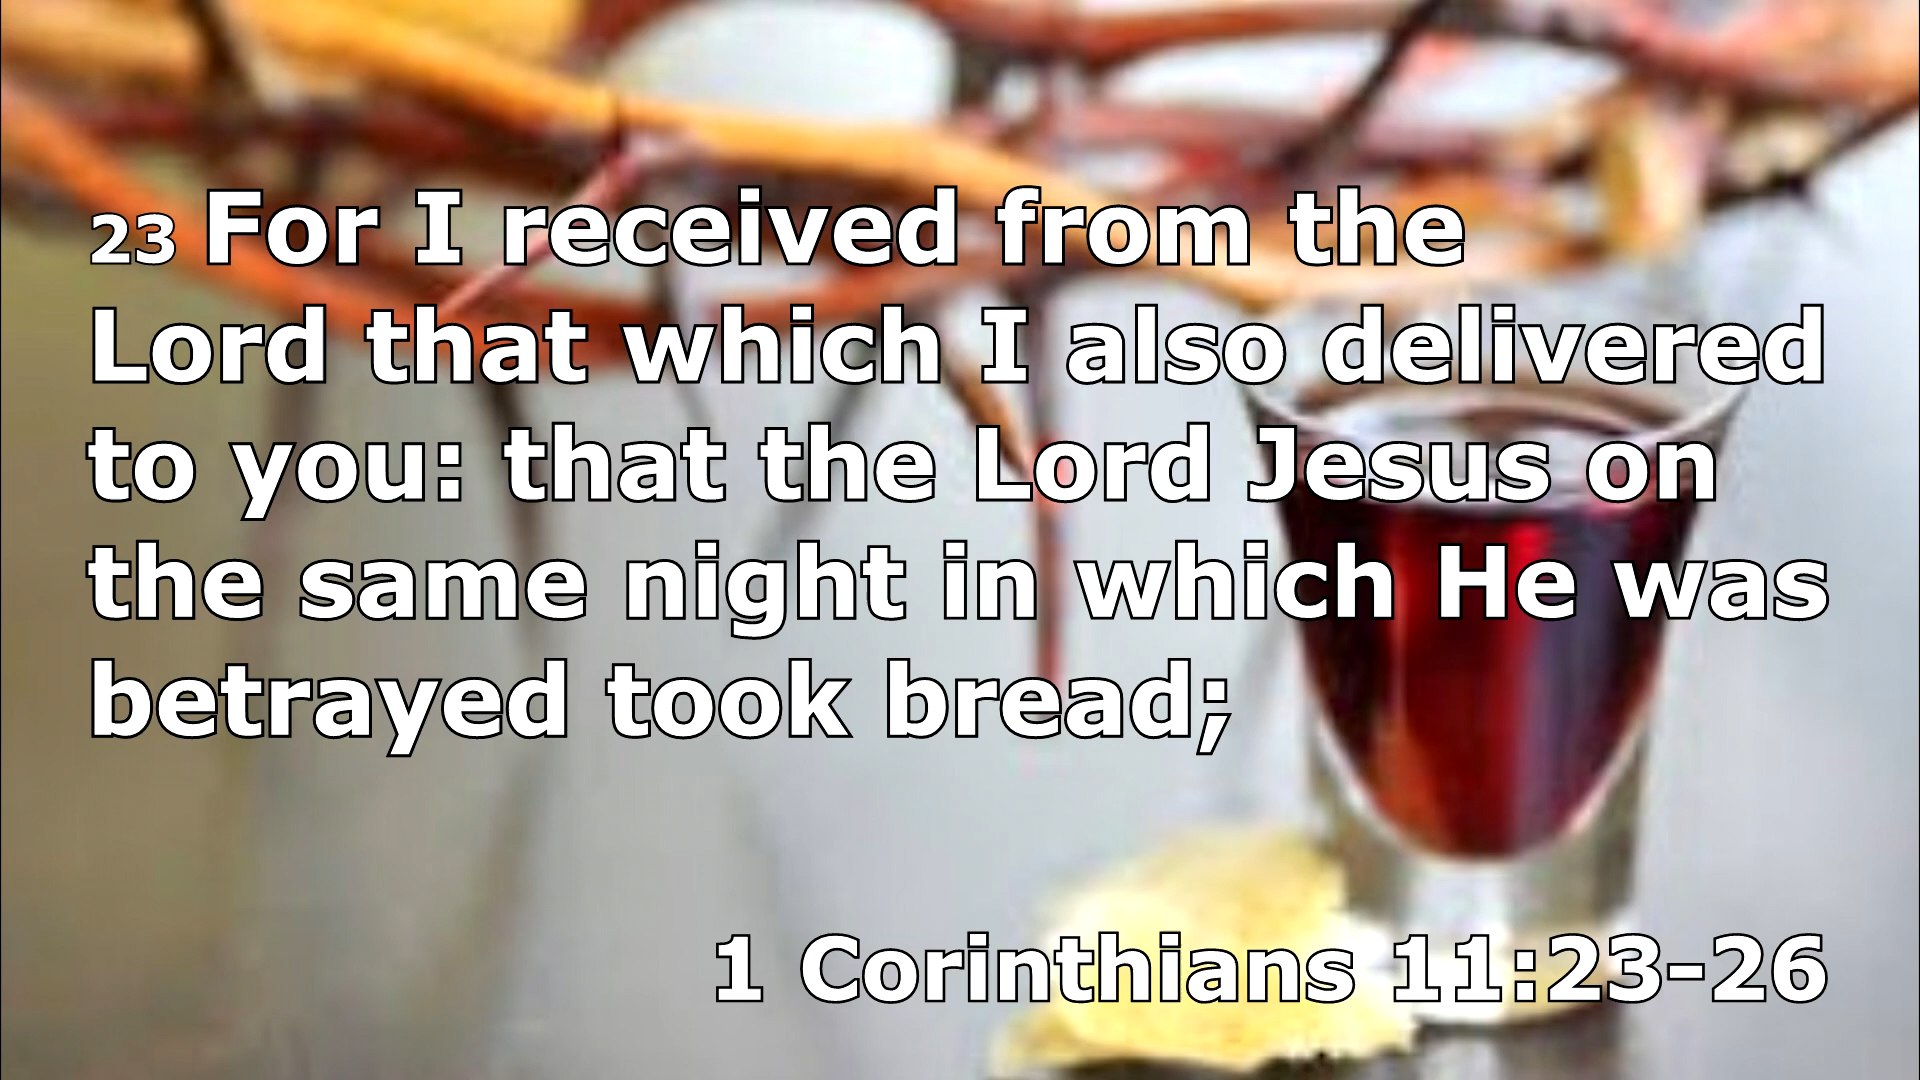 23 For I received from the
Lord that which I also delivered
to you: that the Lord Jesus on
the same night in which He was
betrayed took bread;
1 Corinthians 11:23-26